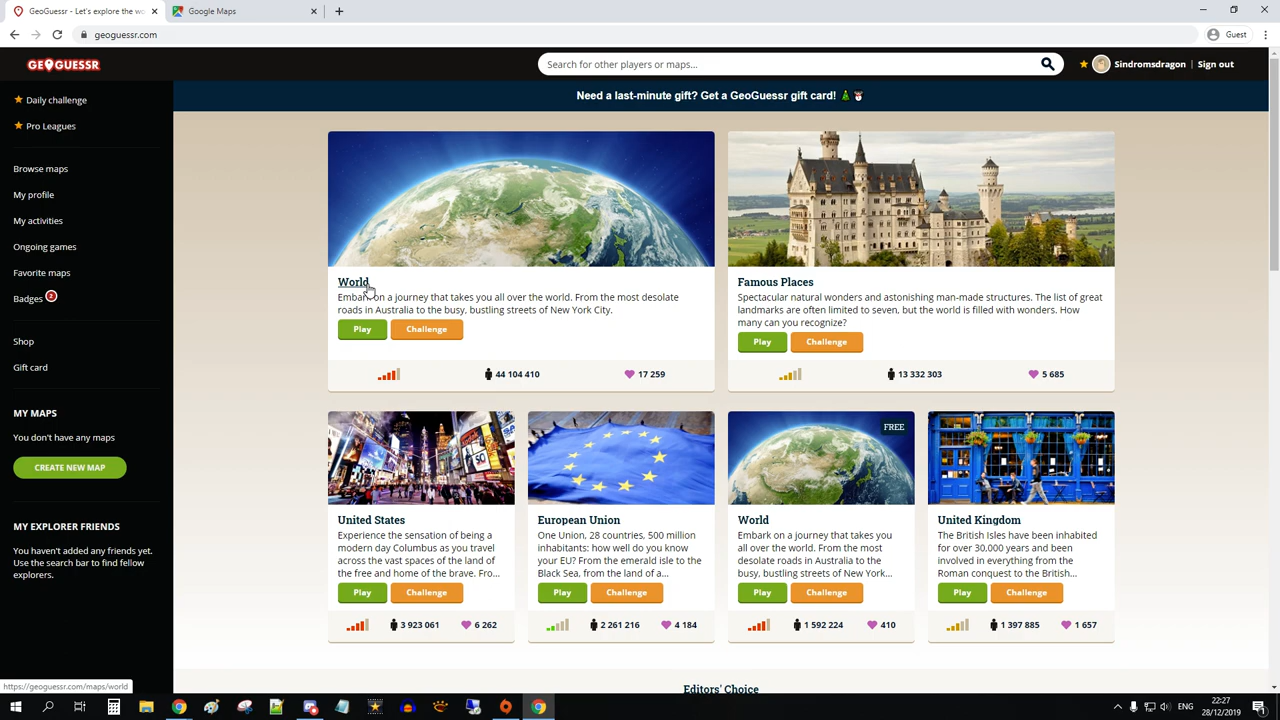 GeoGuessr - Let's explore the wo
Google Maps
geoguessr.com
Guest
GEOGUESSR
Search for other players or maps...
Sindromsdragon
Sign out
Need a last-minute gift? Get a GeoGuessr gift card!
Daily challenge
Pro Leagues
Browse maps
My profile
My activities
Ongoing games
Favorite maps
Badges 2
Shop
Gift card
MY MAPS
You don't have any maps
CREATE NEW MAP
MY EXPLORER FRIENDS
You haven't added any friends yet.
Use the search bar to find fellow
explorers.
World
Embark on a journey that takes you all over the world. From the most desolate
roads in Australia to the busy, bustling streets of New York City.
Play Challenge
44 104 410 17 259
Famous Places
Spectacular natural wonders and astonishing man-made structures. The list of great
landmarks are often limited to seven, but the world is filled with wonders. How
many can you recognize?
Play Challenge
13 332 303 5 685
United States
Experience the sensation of being a
modern day Columbus as you travel
across the vast spaces of the land of
the free and home of the brave. Fro...
Play Challenge
3 923 061 6 262
European Union
One Union, 28 countries, 500 million
inhabitants: how well do you know
your EU? From the emerald isle to the
Black Sea, from the land of a...
Play Challenge
2 261 216 4 184
FREE
World
Embark on a journey that takes you
all over the world. From the most
desolate roads in Australia to the
busy, bustling streets of New York...
Play Challenge
1 592 224 410
United Kingdom
The British Isles have been inhabited
for over 30,000 years and been
involved in everything from the
Roman conquest to the British...
Play Challenge
1 397 885 1 657
Editors' Choice
https://geoguessr.com/maps/world
ENG
22:27
28/12/2019
1